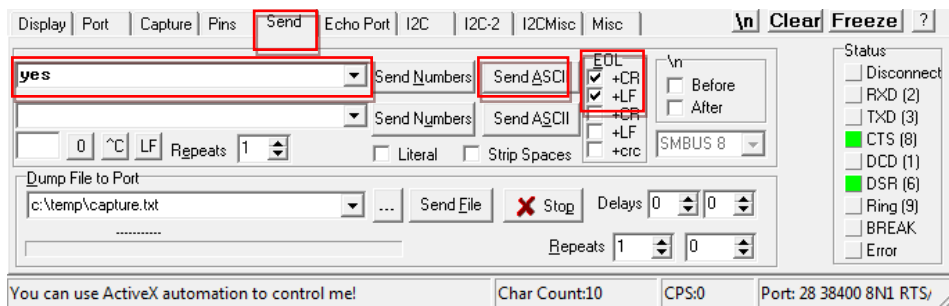 Display Port Capture Pins Send Echo Port I2C I2C-2 I2CMisc Misc \n Clear Freeze ?
yes Send Numbers Send ASCI EOL +CR +LF \n Before After
Send Numbers Send ASCII +CR +LF +crc SMBUS 8
0 ^C LF Repeats 1 Literal Strip Spaces
Dump File to Port
c:\temp\capture.txt ... Send File Stop Delays 0 0
-----------
Repeats 1 0
Status
Disconnect
RXD (2)
TXD (3)
CTS (8)
DCD (1)
DSR (6)
Ring (9)
BREAK
Error
You can use ActiveX automation to control me! Char Count:10 CPS:0 Port: 28 38400 8N1 RTS/